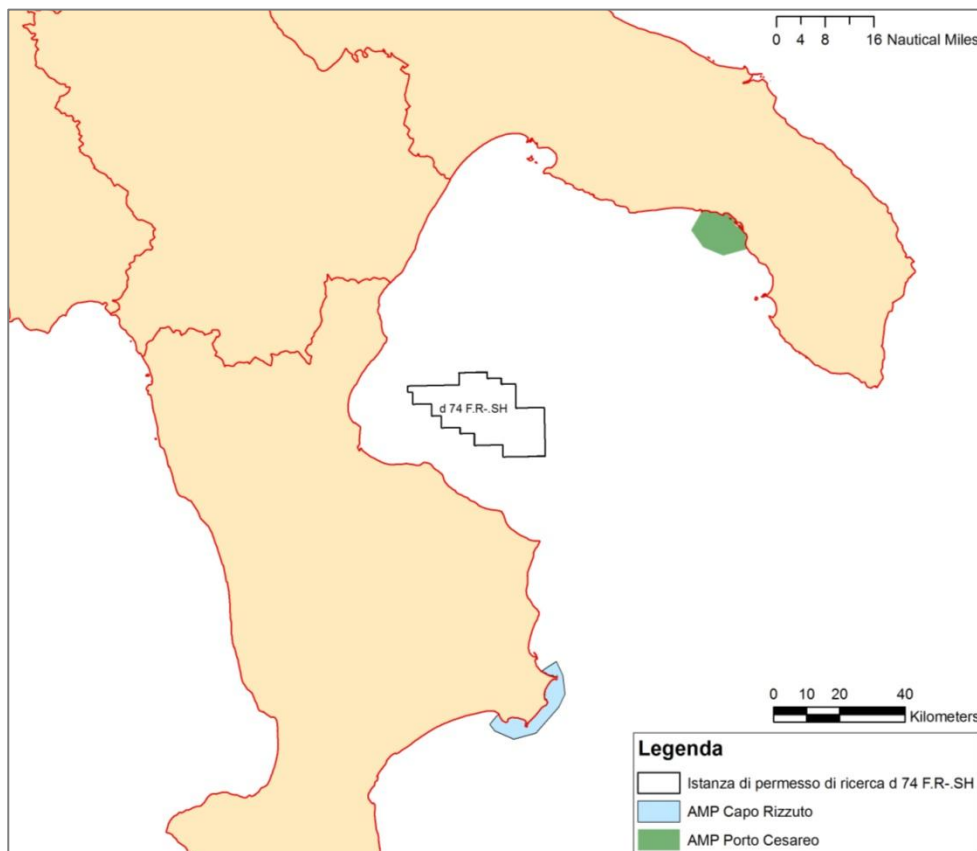 0 4 8 16 Nautical Miles
d 74 F.R-.SH
0 10 20 40
Kilometers
Legenda
Istanza di permesso di ricerca d 74 F.R-.SH
AMP Capo Rizzuto
AMP Porto Cesareo